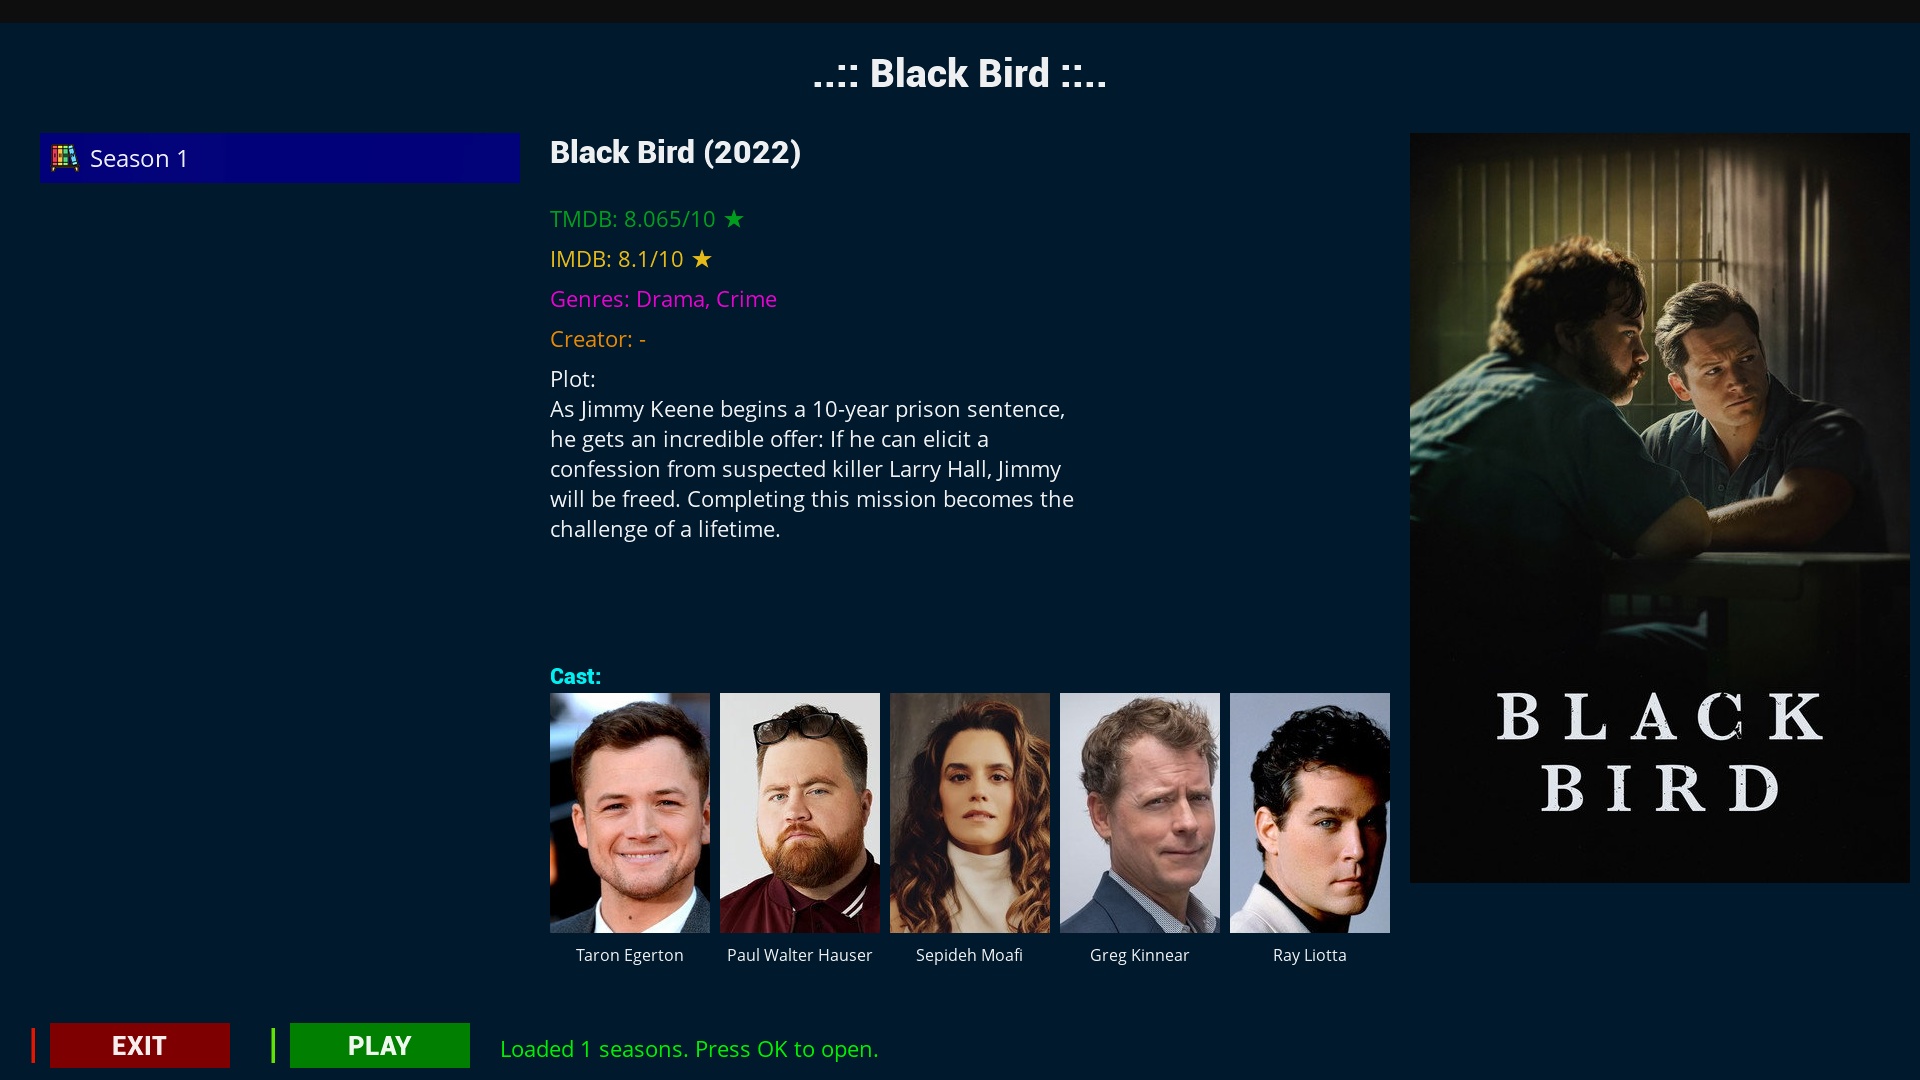 ..:: Black Bird ::..
Season 1
Black Bird (2022)
TMDB: 8.065/10 ★
IMDB: 8.1/10 ★
Genres: Drama, Crime
Creator: -
Plot:
As Jimmy Keene begins a 10-year prison sentence,
he gets an incredible offer: If he can elicit a
confession from suspected killer Larry Hall, Jimmy
will be freed. Completing this mission becomes the
challenge of a lifetime.
Cast:
Taron Egerton
Paul Walter Hauser
Sepideh Moafi
Greg Kinnear
Ray Liotta
BLACK
BIRD
EXIT
PLAY
Loaded 1 seasons. Press OK to open.